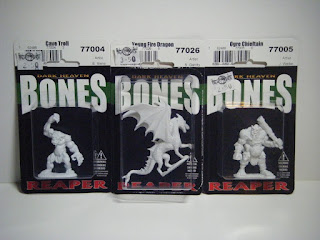 Cave Troll
77004
DARK HEAVEN
BONES
REAPER
Young Fire Dragon
77026
DARK HEAVEN
BONES
REAPER
Ogre Chieftain
77005
DARK HEAVEN
BONES
REAPER